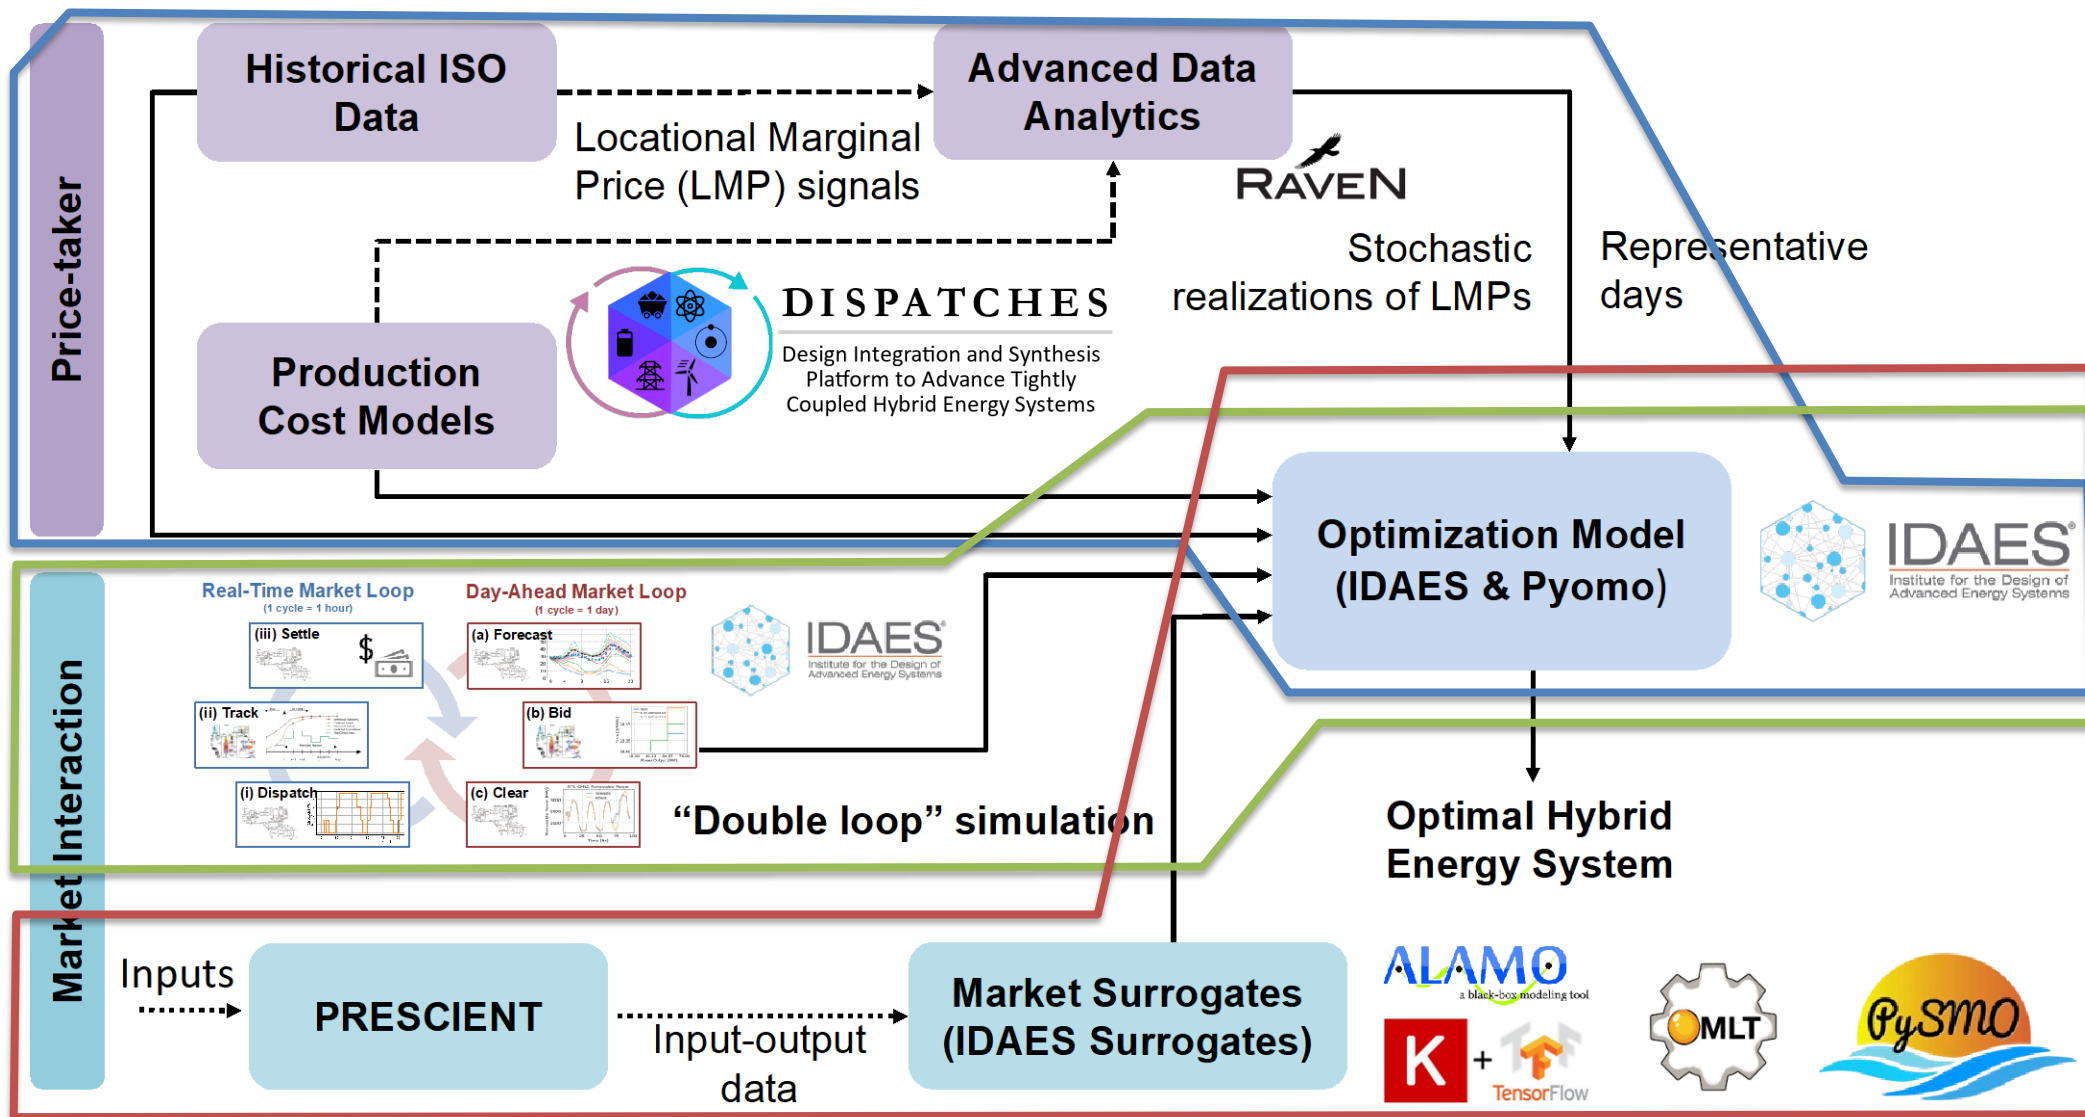 Price-taker
Historical ISO
Data
Locational Marginal
Price (LMP) signals
Advanced Data
Analytics
RAVEN
Stochastic
realizations of LMPs
Representative
days
Production
Cost Models
DISPATCHES
Design Integration and Synthesis
Platform to Advance Tightly
Coupled Hybrid Energy Systems
Optimization Model
(IDAES & Pyomo)
IDAES®
Institute for the Design of
Advanced Energy Systems
Market Interaction
Real-Time Market Loop
(1 cycle = 1 hour)
Day-Ahead Market Loop
(1 cycle = 1 day)
(iii) Settle
$
(a) Forecast
(ii) Track
(b) Bid
(i) Dispatch
(c) Clear
IDAES®
Institute for the Design of
Advanced Energy Systems
“Double loop” simulation
Optimal Hybrid
Energy System
Inputs
PRESCIENT
Input-output
data
Market Surrogates
(IDAES Surrogates)
ALAMO
a black-box modeling tool
K +
TensorFlow
OMLT
PySMO